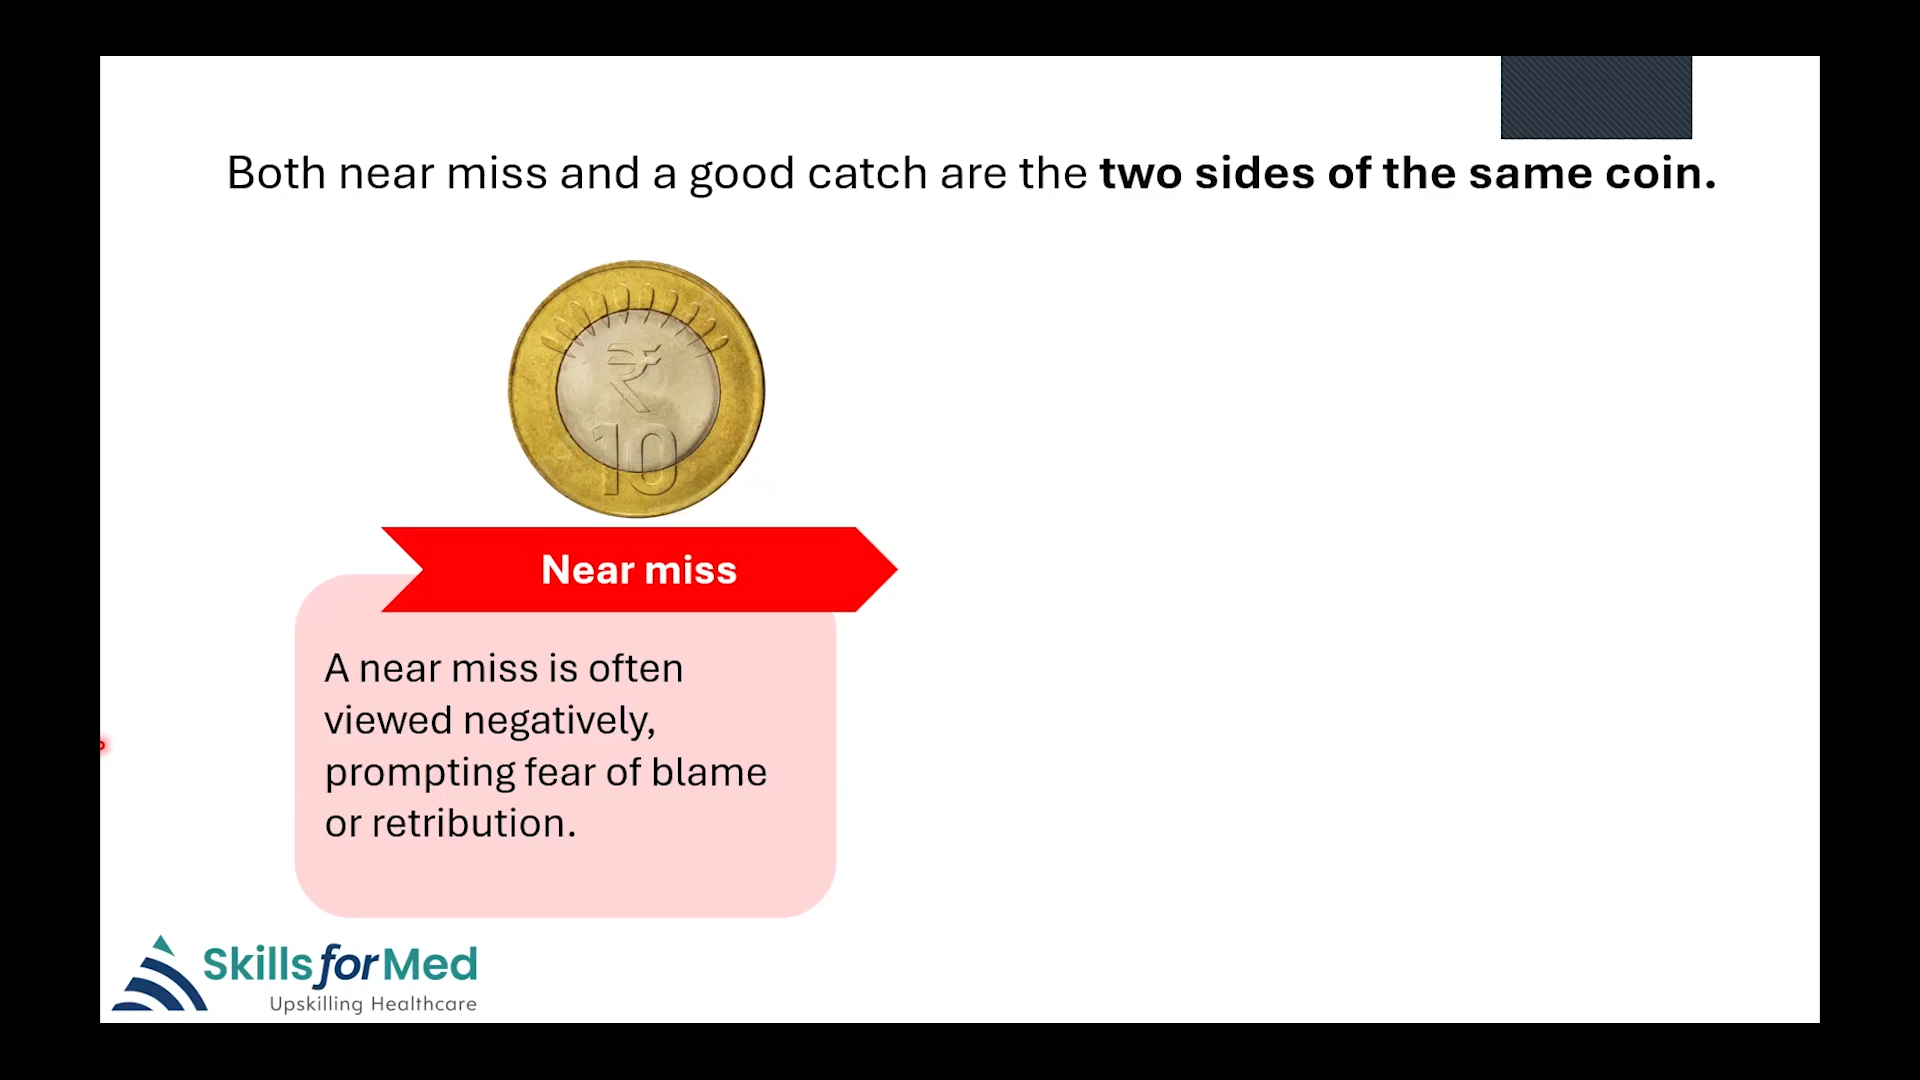 Both near miss and a good catch are the two sides of the same coin.
₹
10
Near miss
A near miss is often
viewed negatively,
prompting fear of blame
or retribution.
SkillsforMed
Upskilling Healthcare